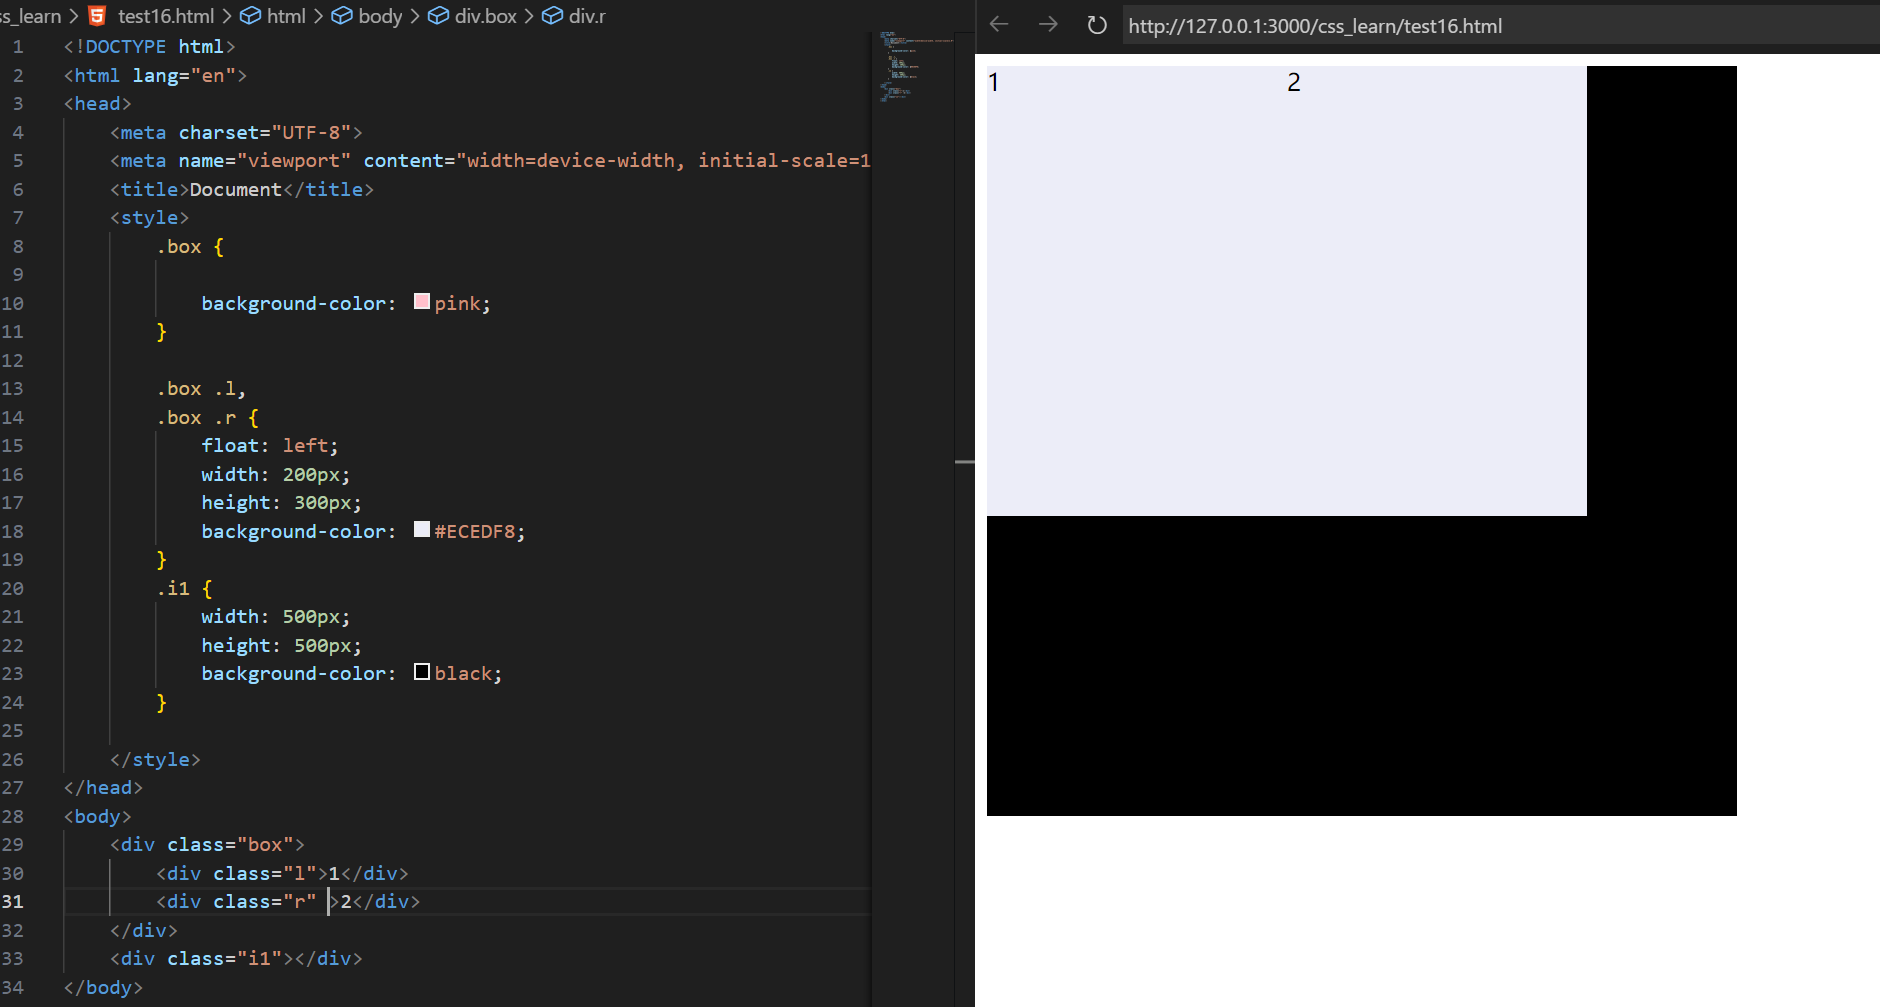 ss_learn > test16.html > html > body > div.box > div.r
1 <!DOCTYPE html>
2 <html lang="en">
3 <head>
4 <meta charset="UTF-8">
5 <meta name="viewport" content="width=device-width, initial-scale=1
6 <title>Document</title>
7 <style>
8 .box {
9
10 background-color: pink;
11 }
12
13 .box .l,
14 .box .r {
15 float: left;
16 width: 200px;
17 height: 300px;
18 background-color: #ECEDF8;
19 }
20 .i1 {
21 width: 500px;
22 height: 500px;
23 background-color: black;
24 }
25
26 </style>
27 </head>
28 <body>
29 <div class="box">
30 <div class="l">1</div>
31 <div class="r" >2</div>
32 </div>
33 <div class="i1"></div>
34 </body>
http://127.0.0.1:3000/css_learn/test16.html
1 2